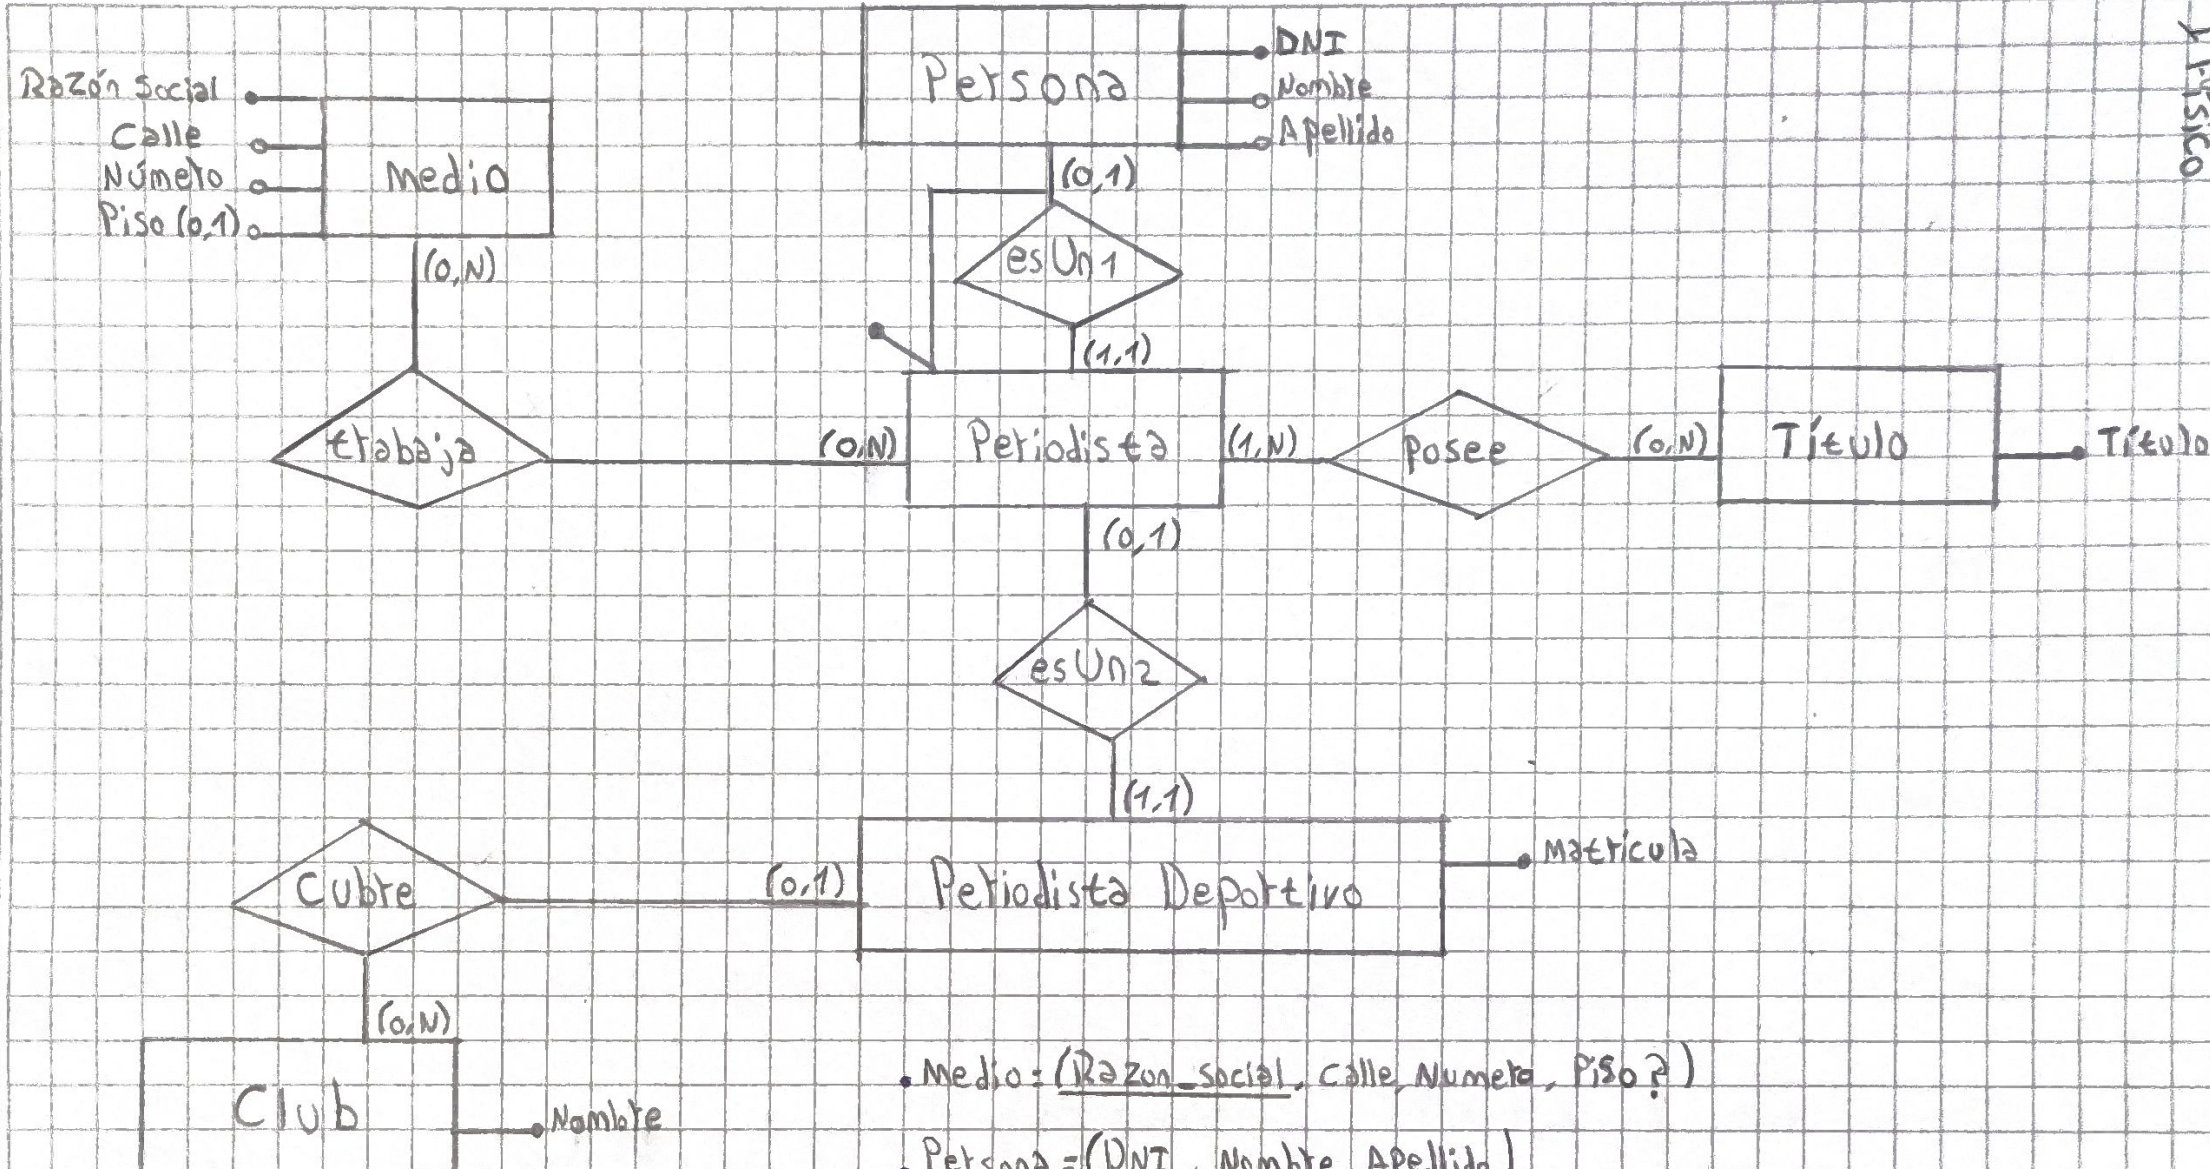 Persona
DNI
Nombre
Apellido
Razón Social
Calle
Número
Piso (0,1)
Medio
(0,1)
esUn1
(1,1)
(0,N)
trabaja
(0,N)
Periodista
(1,N)
posee
(0,N)
Título
Título
(0,1)
esUn2
(1,1)
Cubre
(0,1)
Periodista Deportivo
Matrícula
(0,N)
Club
Nombre
. Medio = (Razon_social, Calle, Numero, Piso?)
. Persona = (DNI, Nombre, Apellido)
y FÍSICO